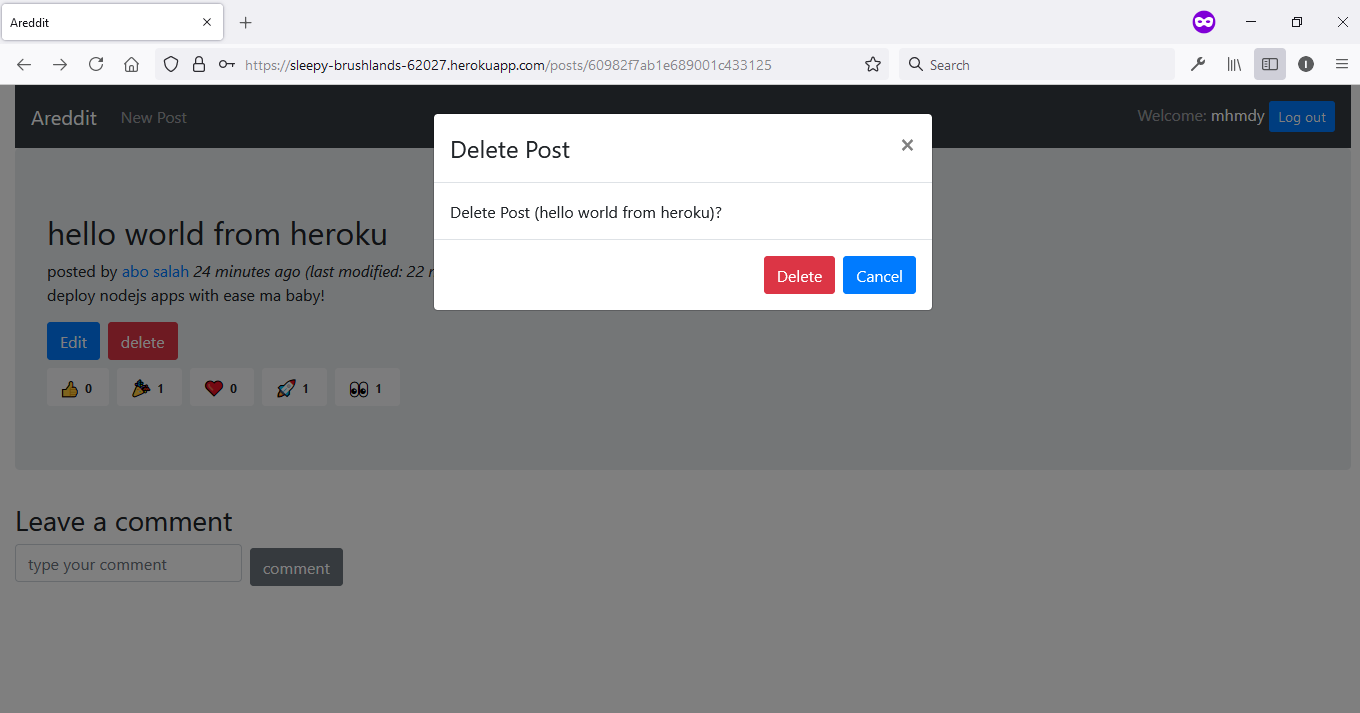 Areddit
https://sleepy-brushlands-62027.herokuapp.com/posts/60982f7ab1e689001c433125
Search
Areddit New Post
Welcome: mhmdy Log out
Delete Post ×
Delete Post (hello world from heroku)?
Delete Cancel
hello world from heroku
posted by abo salah 24 minutes ago (last modified: 22
deploy nodejs apps with ease ma baby!
Edit delete
0 1 0 1 1
Leave a comment
type your comment comment